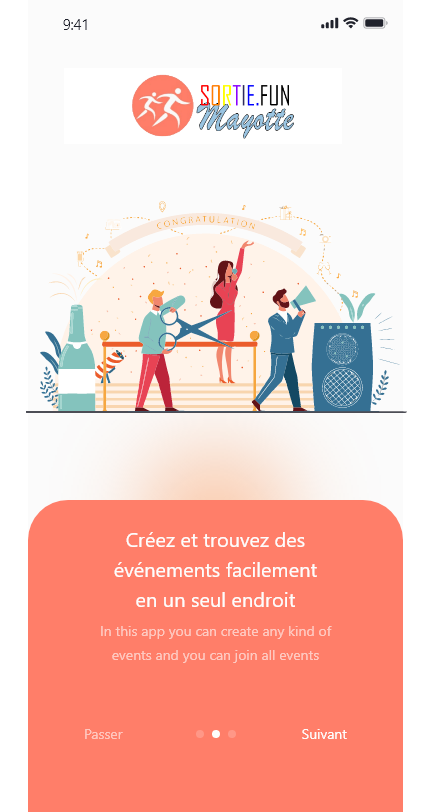 9:41
SORTIE.FUN
Mayotte
CONGRATULATION
Créez et trouvez des
événements facilement
en un seul endroit
In this app you can create any kind of
events and you can join all events
Passer
Suivant